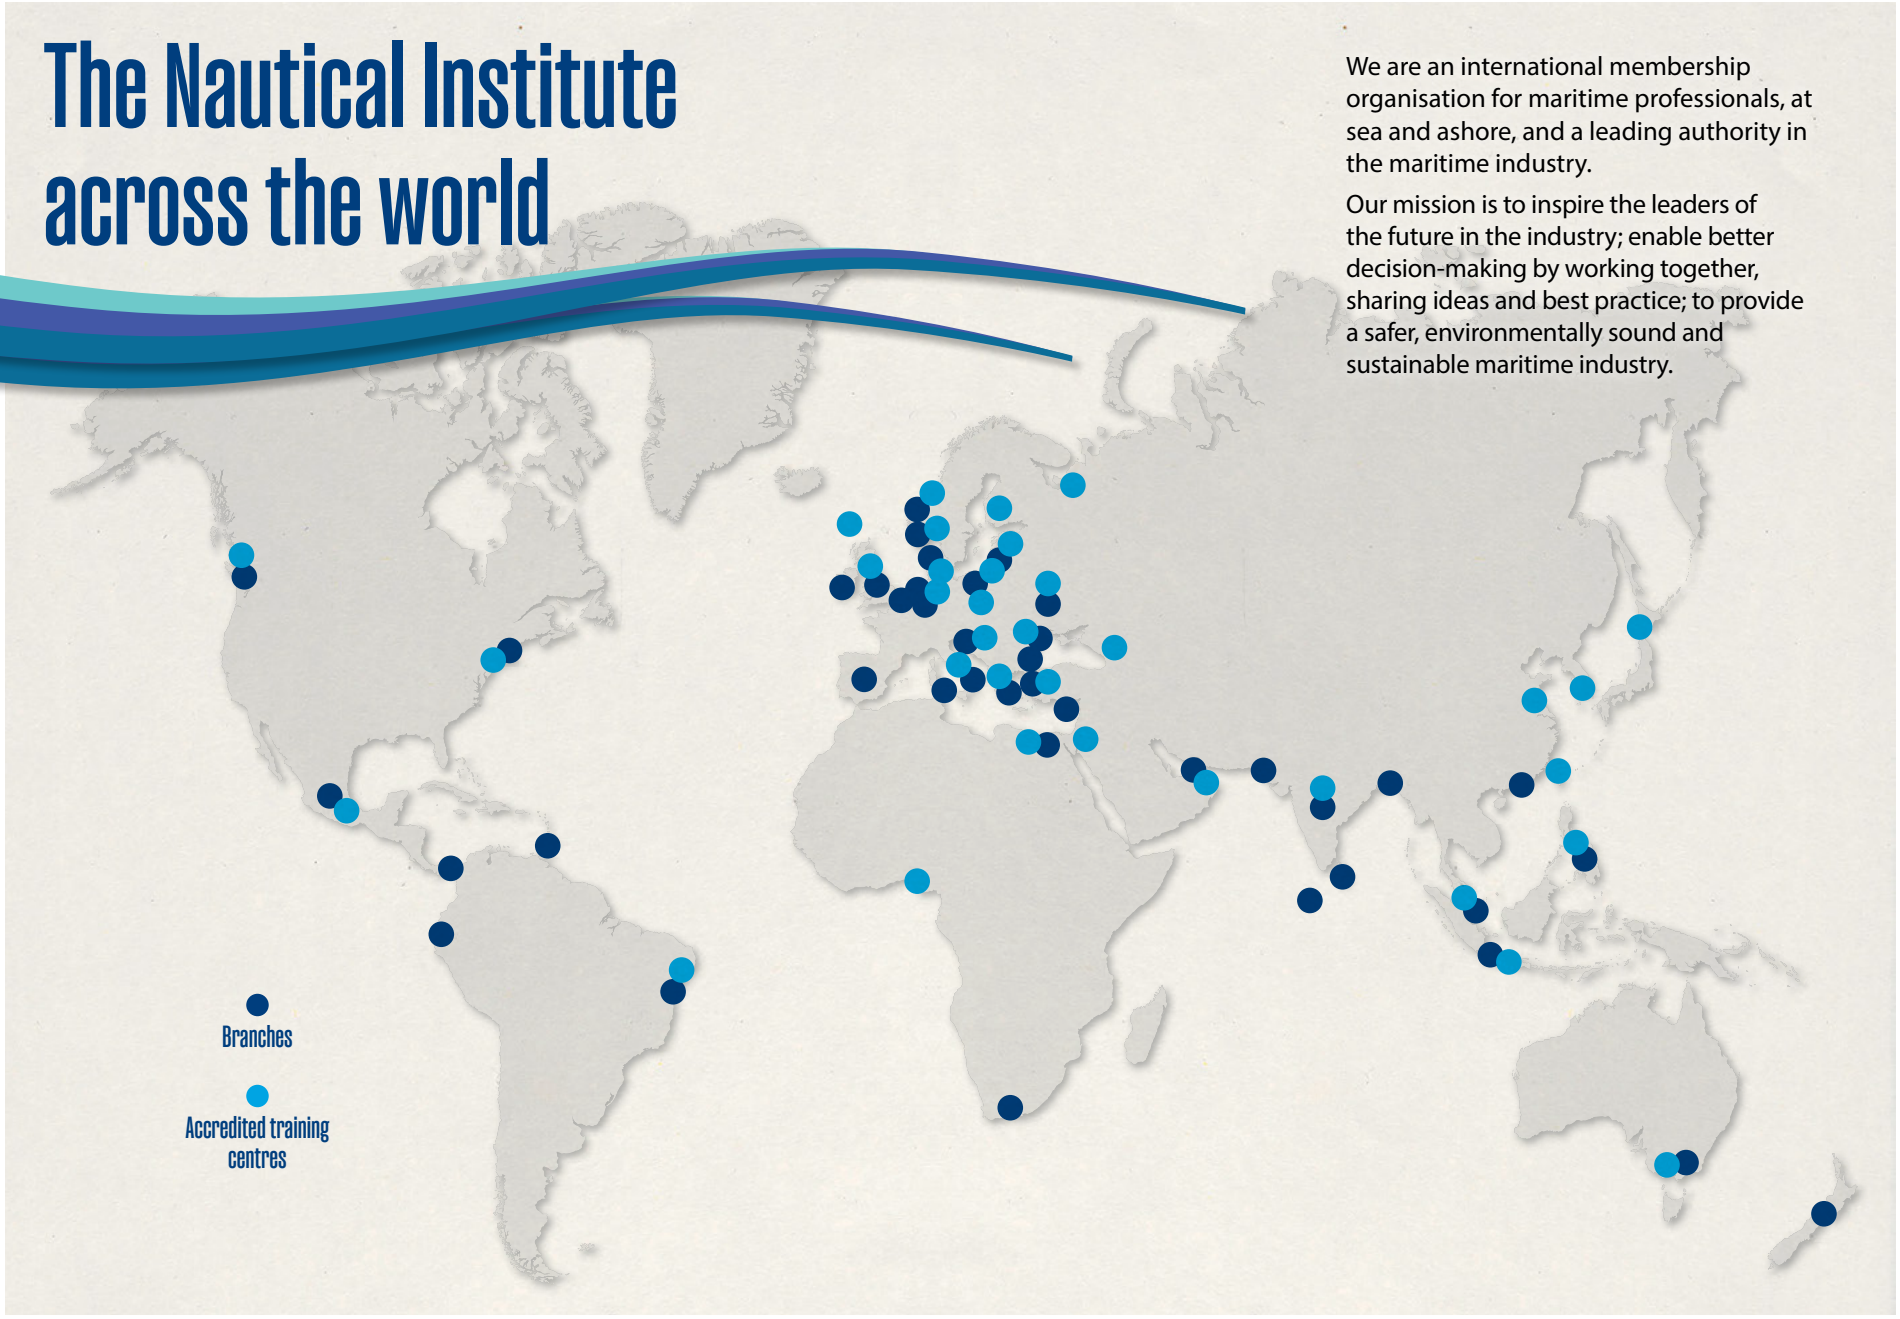 The Nautical Institute
across the world
We are an international membership
organisation for maritime professionals, at
sea and ashore, and a leading authority in
the maritime industry.
Our mission is to inspire the leaders of
the future in the industry; enable better
decision-making by working together,
sharing ideas and best practice; to provide
a safer, environmentally sound and
sustainable maritime industry.
Branches
Accredited training
centres